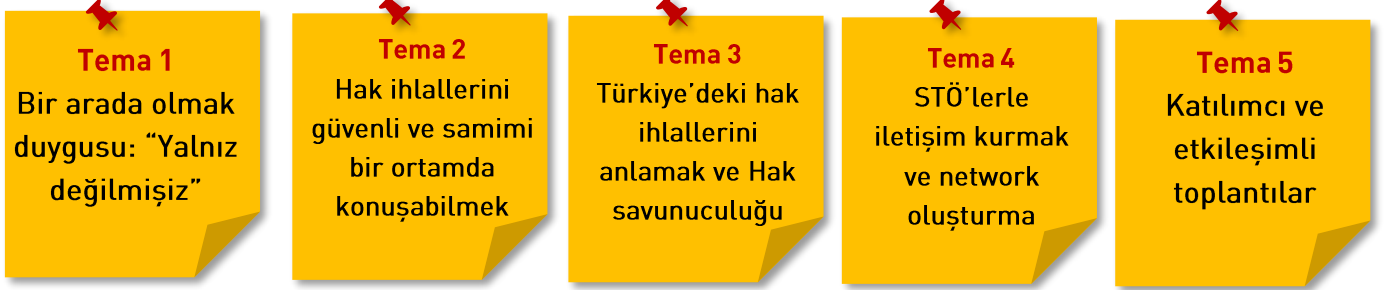 Tema 1
Bir arada olmak
duygusu: “Yalnız
değilmişiz”
Tema 2
Hak ihlallerini
güvenli ve samimi
bir ortamda
konuşabilmek
Tema 3
Türkiye’deki hak
ihlallerini
anlamak ve Hak
savunuculuğu
Tema 4
STÖ’lerle
iletişim kurmak
ve network
oluşturma
Tema 5
Katılımcı ve
etkileşimli
toplantılar